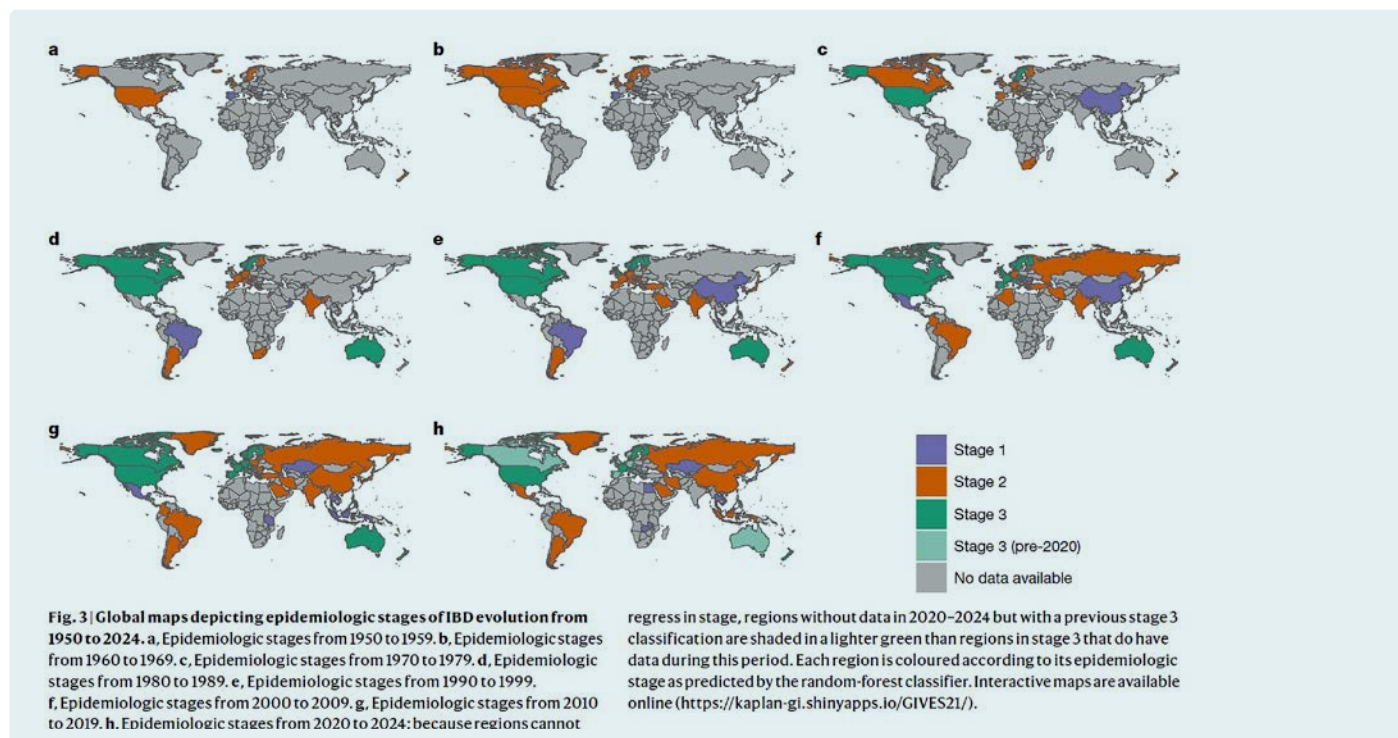 a
b
c
d
e
f
g
h
Stage 1
Stage 2
Stage 3
Stage 3 (pre-2020)
No data available
Fig. 3 | Global maps depicting epidemiologic stages of IBD evolution from
1950 to 2024. a, Epidemiologic stages from 1950 to 1959. b, Epidemiologic stages
from 1960 to 1969. c, Epidemiologic stages from 1970 to 1979. d, Epidemiologic
stages from 1980 to 1989. e, Epidemiologic stages from 1990 to 1999.
f, Epidemiologic stages from 2000 to 2009. g, Epidemiologic stages from 2010
to 2019. h, Epidemiologic stages from 2020 to 2024; because regions cannot
regress in stage, regions without data in 2020–2024 but with a previous stage 3
classification are shaded in a lighter green than regions in stage 3 that do have
data during this period. Each region is coloured according to its epidemiologic
stage as predicted by the random-forest classifier. Interactive maps are available
online (https://kaplan-gi.shinyapps.io/GIVES21/).